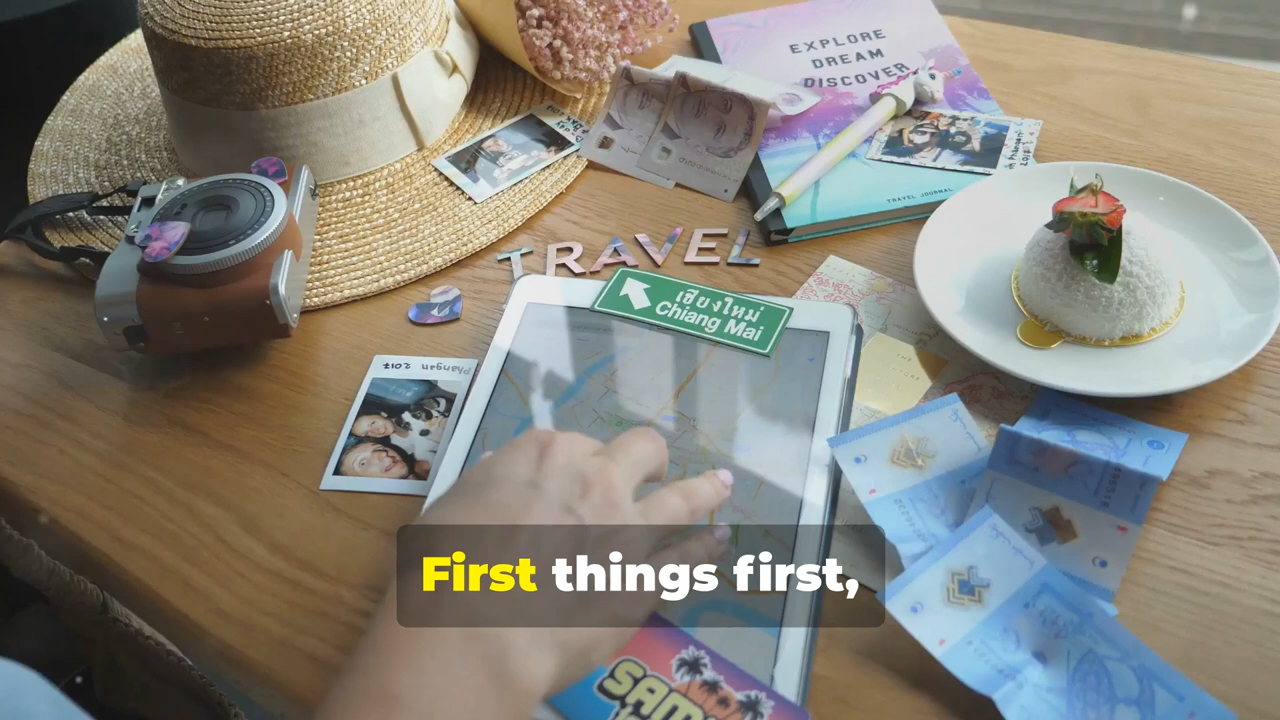 EXPLORE
DREAM
DISCOVER
TRAVEL JOURNAL
TRAVEL
เชียงใหม่
Chiang Mai
Phangan 2017
First things first,
SAM